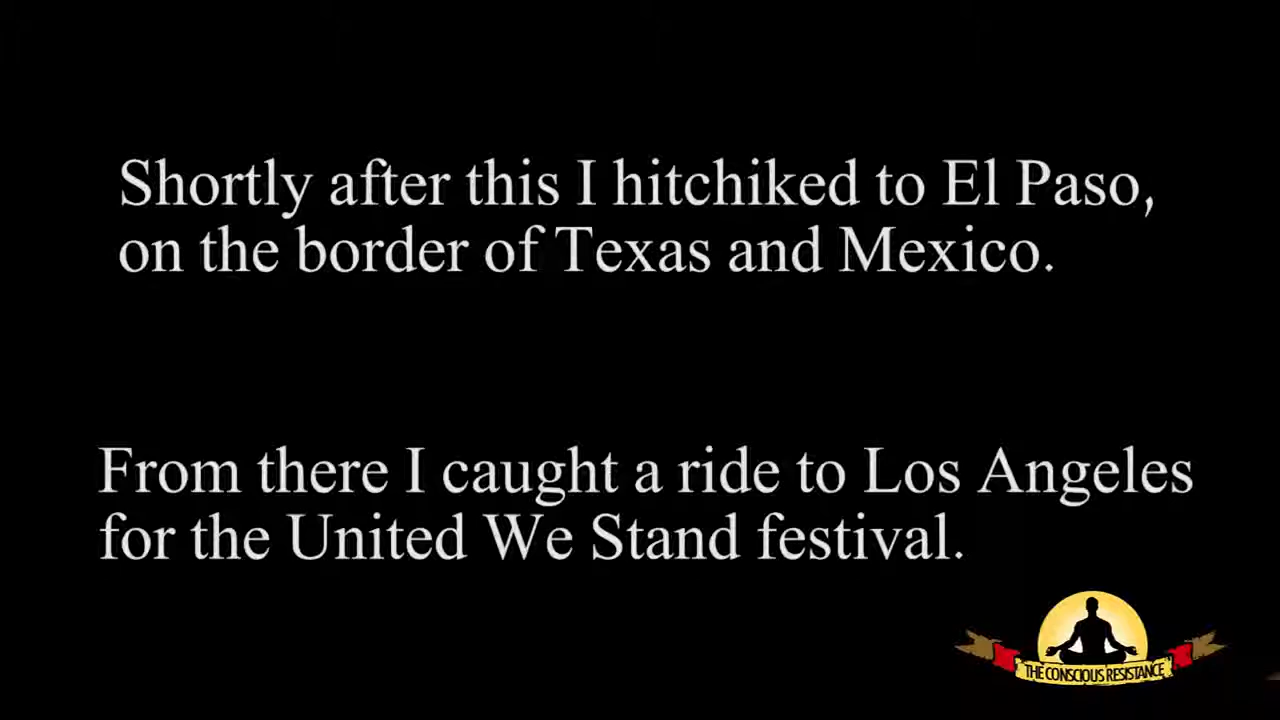 Shortly after this I hitchiked to El Paso,
on the border of Texas and Mexico.
From there I caught a ride to Los Angeles
for the United We Stand festival.
THE CONSCIOUS RESISTANCE